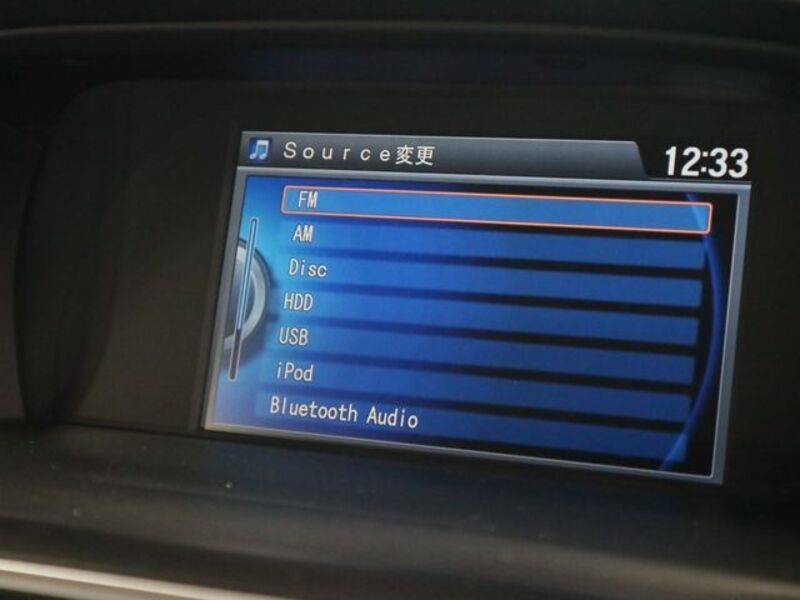 Source変更
12:33
FM
AM
Disc
HDD
USB
iPod
Bluetooth Audio